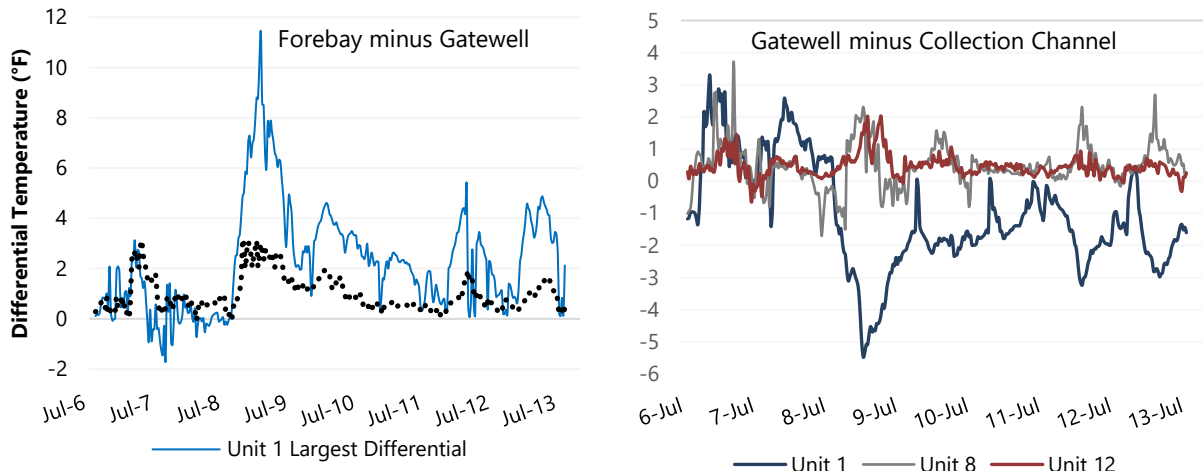 Forebay minus Gatewell
Differential Temperature (°F)
12
10
8
6
4
2
0
-2
Jul-6 Jul-7 Jul-8 Jul-9 Jul-10 Jul-11 Jul-12 Jul-13
Unit 1 Largest Differential
Gatewell minus Collection Channel
5
4
3
2
1
0
-1
-2
-3
-4
-5
-6
6-Jul 7-Jul 8-Jul 9-Jul 10-Jul 11-Jul 12-Jul 13-Jul
Unit 1 Unit 8 Unit 12